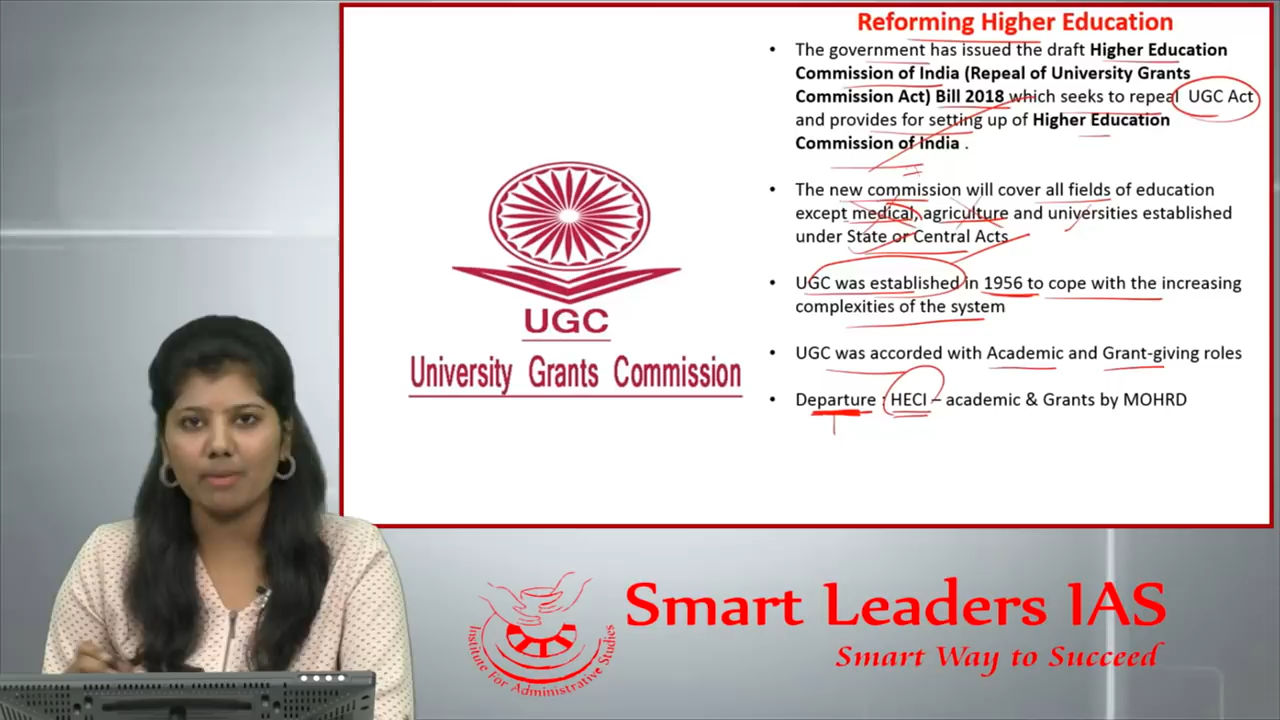 Reforming Higher Education
• The government has issued the draft Higher Education
Commission of India (Repeal of University Grants
Commission Act) Bill 2018 which seeks to repeal UGC Act
and provides for setting up of Higher Education
Commission of India .
• The new commission will cover all fields of education
except medical, agriculture and universities established
under State or Central Acts
• UGC was established in 1956 to cope with the increasing
complexities of the system
• UGC was accorded with Academic and Grant-giving roles
• Departure : HECI – academic & Grants by MOHRD
UGC
University Grants Commission
Smart Leaders IAS
Smart Way to Succeed
Institute For Administrative Studies